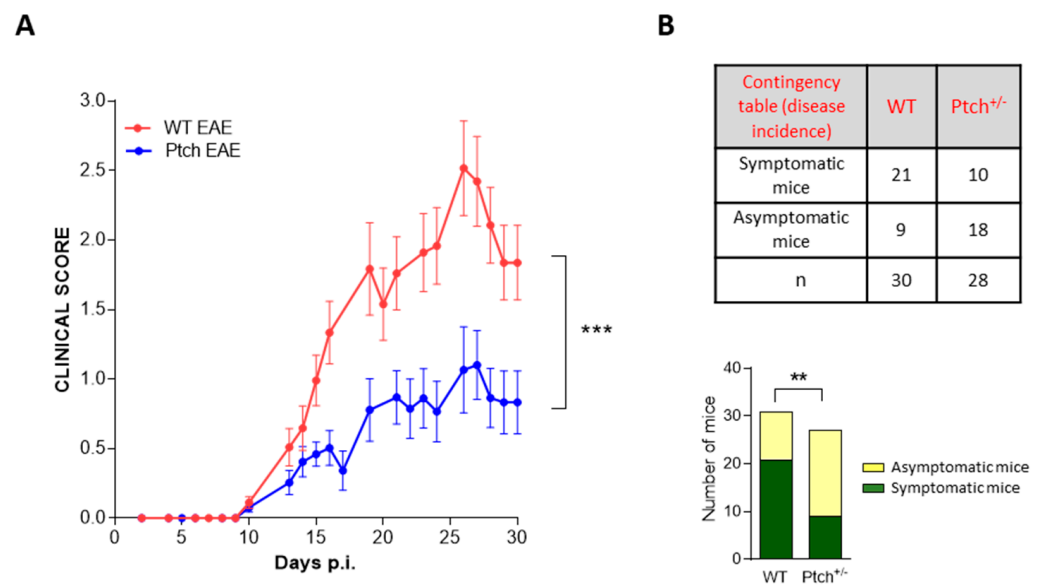 A
3.0
2.5
2.0
1.5
1.0
0.5
0.0
CLINICAL SCORE
WT EAE
Ptch EAE
***
0 5 10 15 20 25 30
Days p.i.
B
Contingency
table (disease
incidence)
WT
Ptch+/-
Symptomatic
mice
21
10
Asymptomatic
mice
9
18
n
30
28
40
30
20
10
0
Number of mice
**
WT Ptch+/-
Asymptomatic mice
Symptomatic mice